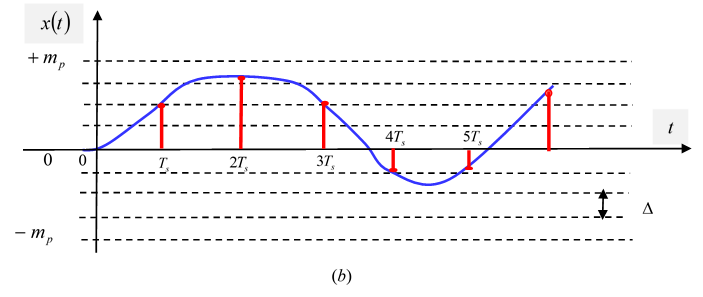 x(t)
+ m_p
t
4T_s 5T_s
0 0 T_s 2T_s 3T_s
Δ
− m_p
(b)